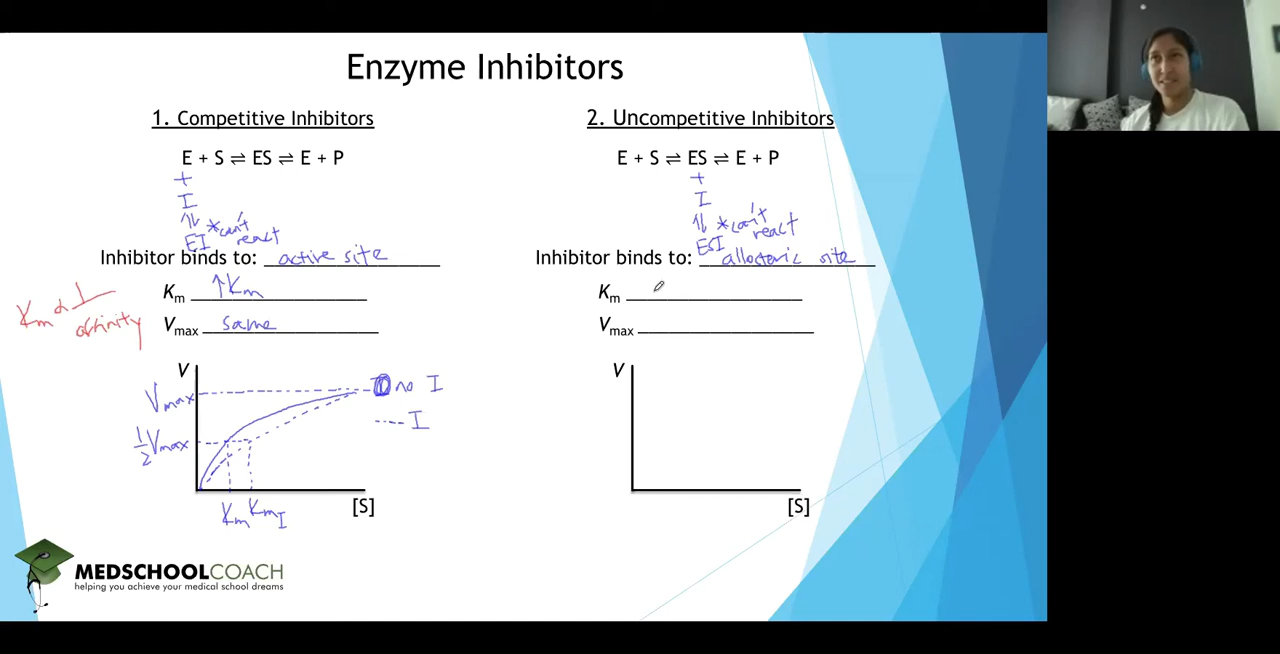 Enzyme Inhibitors
1. Competitive Inhibitors
E + S ⇌ ES ⇌ E + P
+
I
⇅ *can't
react
EI
Inhibitor binds to: active site
Km ↑Km
Vmax same
Km α 1
affinity
V
Vmax
no I
I
1/2 Vmax
Km KmI
[S]
2. Uncompetitive Inhibitors
E + S ⇌ ES ⇌ E + P
+
I
⇅ *can't
react
ESI
Inhibitor binds to: allosteric site
Km
Vmax
V
[S]
MEDSCHOOLCOACH
helping you achieve your medical school dreams